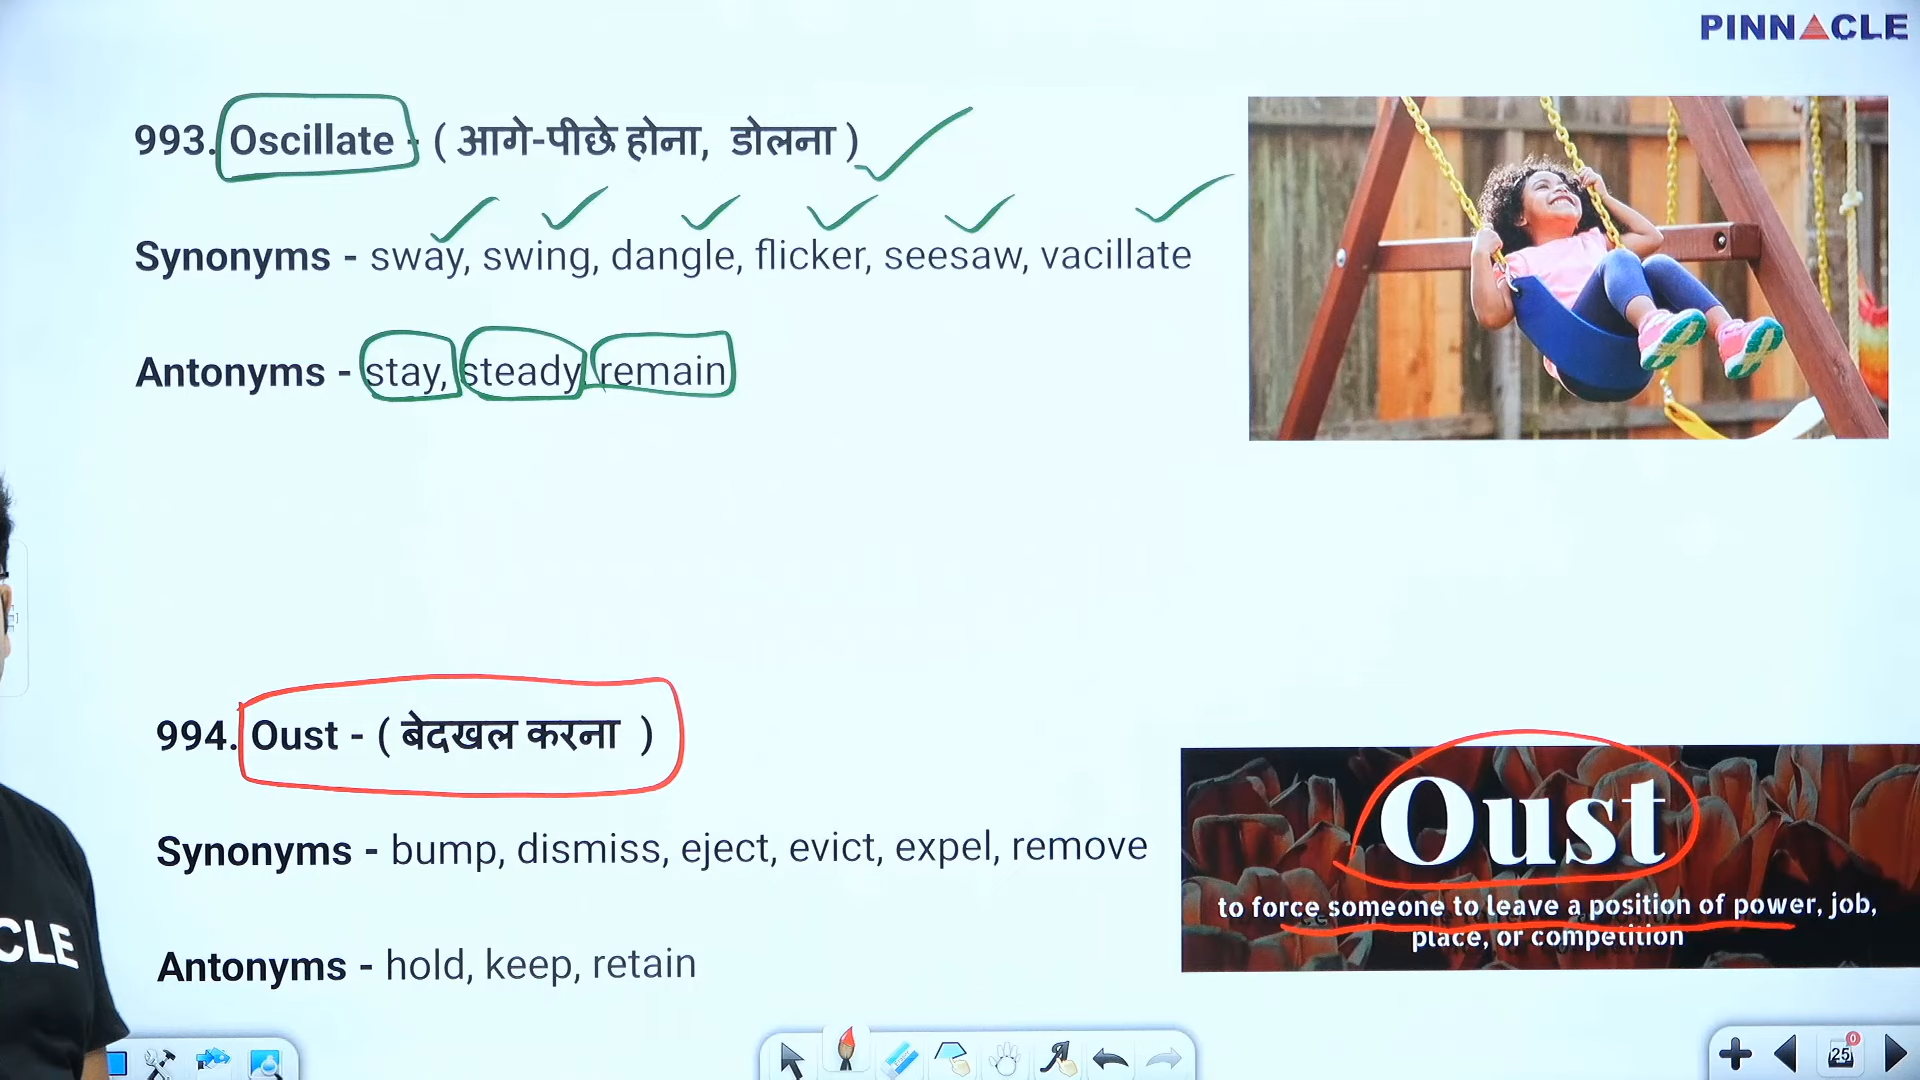 PINNACLE
993. Oscillate - ( आगे-पीछे होना, डोलना )
Synonyms - sway, swing, dangle, flicker, seesaw, vacillate
Antonyms - stay, steady, remain
994. Oust - ( बेदखल करना )
Synonyms - bump, dismiss, eject, evict, expel, remove
Antonyms - hold, keep, retain
Oust
to force someone to leave a position of power, job,
place, or competition
CLE
25
0